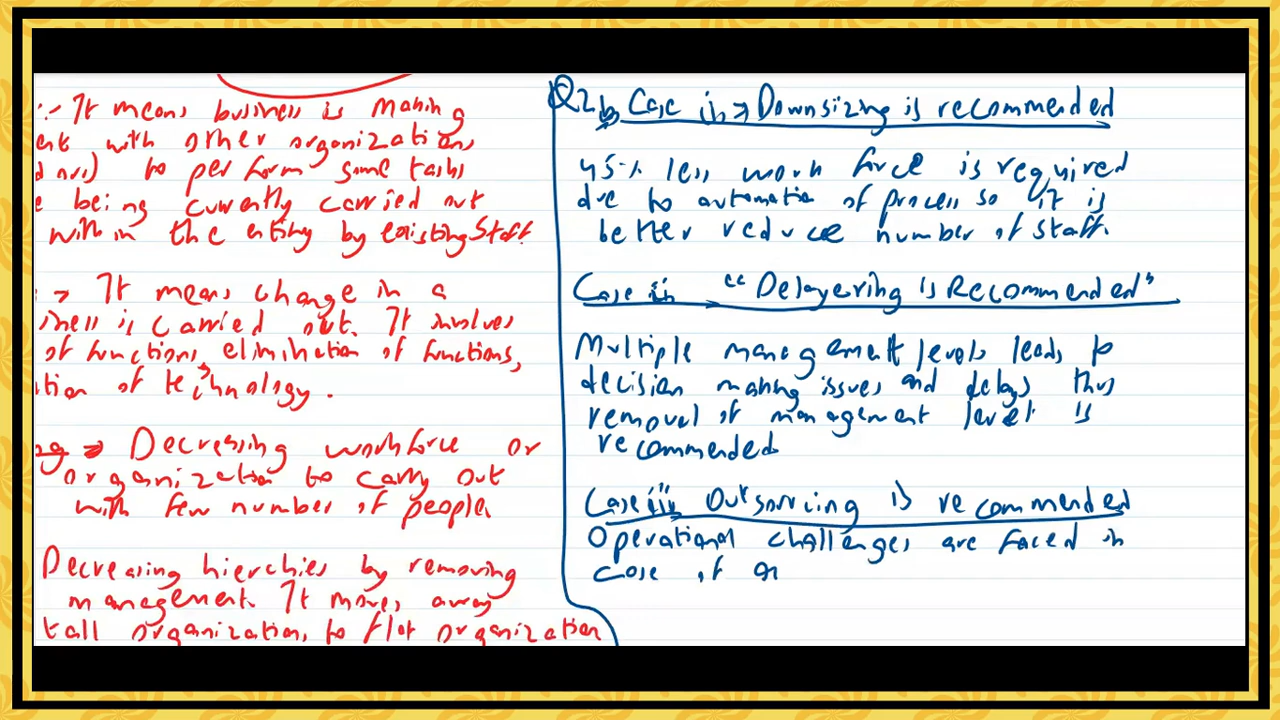 :- It means business is making
ent with other organizations
to perform some tasks
e being currently carried out
within the entity by existing staff.
:→ It means change in a
siness is carried out. It involves
of functions, elimination of functions,
tion of technology.
ng → Decreasing workforce or
organization to carry out
with few number of people.
Decreasing hierchies by removing
management. It moves away
tall organization, to flat organization
Q2 b Case i → Downsizing is recommended
45% less work force is required
due to automation of process so it is
better reduce number of staff.
Case ii "Delayering is Recommended"
Multiple management levels leads to
decision making issues and delays thus
removal of management level is
recommended
Case "iii" Outsorcing is recommended
Operational challenges are faced in
case of